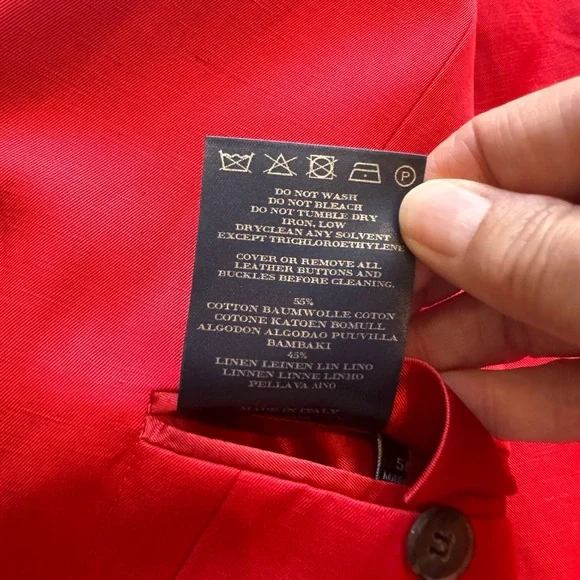 P
DO NOT WASH
DO NOT BLEACH
DO NOT TUMBLE DRY
IRON, LOW
DRYCLEAN ANY SOLVENT
EXCEPT TRICHLOROETHYLENE
COVER OR REMOVE ALL
LEATHER BUTTONS AND
BUCKLES BEFORE CLEANING.
55%
COTTON BAUMWOLLE COTON
COTONE KATOEN BOMULL
ALGODON ALGODAO PUUVILLA
BAMBAKI
45%
LINEN LEINEN LIN LINO
LINNEN LINNE LINHO
PELLAVA AINO
MADE IN ITALY